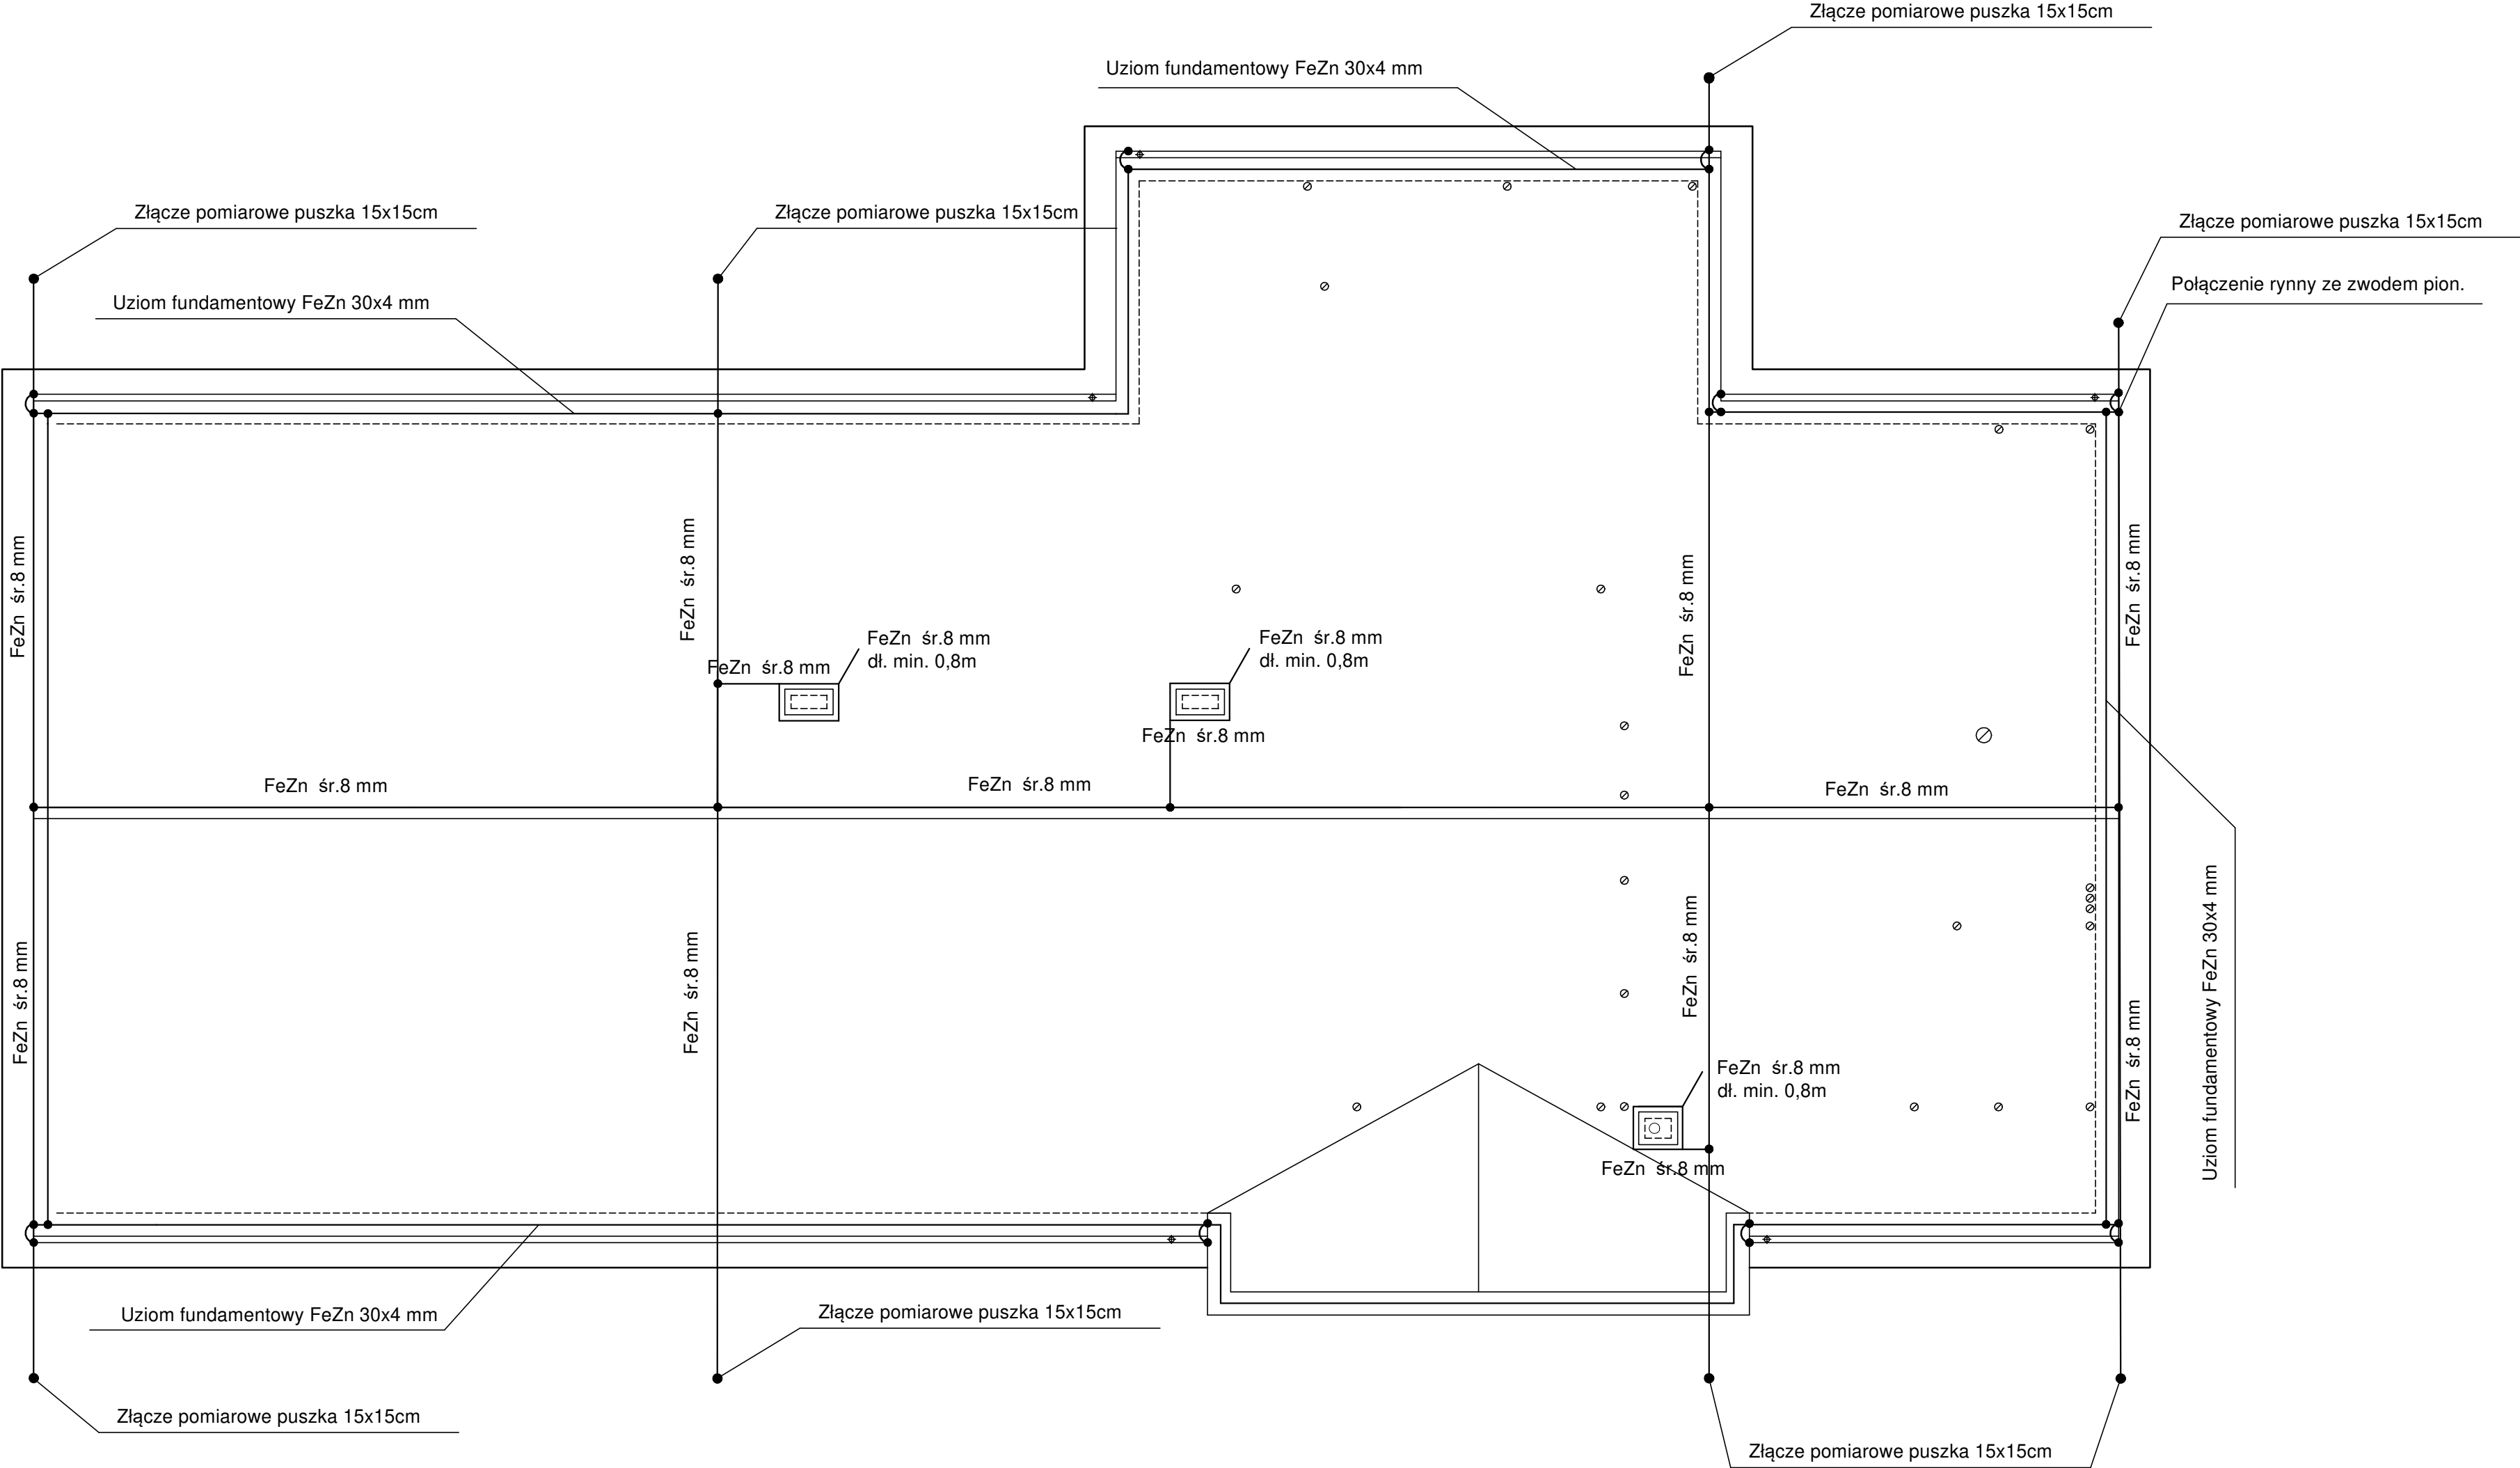 Złącze pomiarowe puszka 15x15cm
Uziom fundamentowy FeZn 30x4 mm
Złącze pomiarowe puszka 15x15cm
Złącze pomiarowe puszka 15x15cm
Złącze pomiarowe puszka 15x15cm
Połączenie rynny ze zwodem pion.
Uziom fundamentowy FeZn 30x4 mm
FeZn śr.8 mm
FeZn śr.8 mm
FeZn śr.8 mm
FeZn śr.8 mm
FeZn śr.8 mm
dł. min. 0,8m
FeZn śr.8 mm
FeZn śr.8 mm
dł. min. 0,8m
FeZn śr.8 mm
FeZn śr.8 mm
FeZn śr.8 mm
FeZn śr.8 mm
FeZn śr.8 mm
FeZn śr.8 mm
FeZn śr.8 mm
FeZn śr.8 mm
Uziom fundamentowy FeZn 30x4 mm
FeZn śr.8 mm
dł. min. 0,8m
FeZn śr.8 mm
Uziom fundamentowy FeZn 30x4 mm
Złącze pomiarowe puszka 15x15cm
Złącze pomiarowe puszka 15x15cm
Złącze pomiarowe puszka 15x15cm